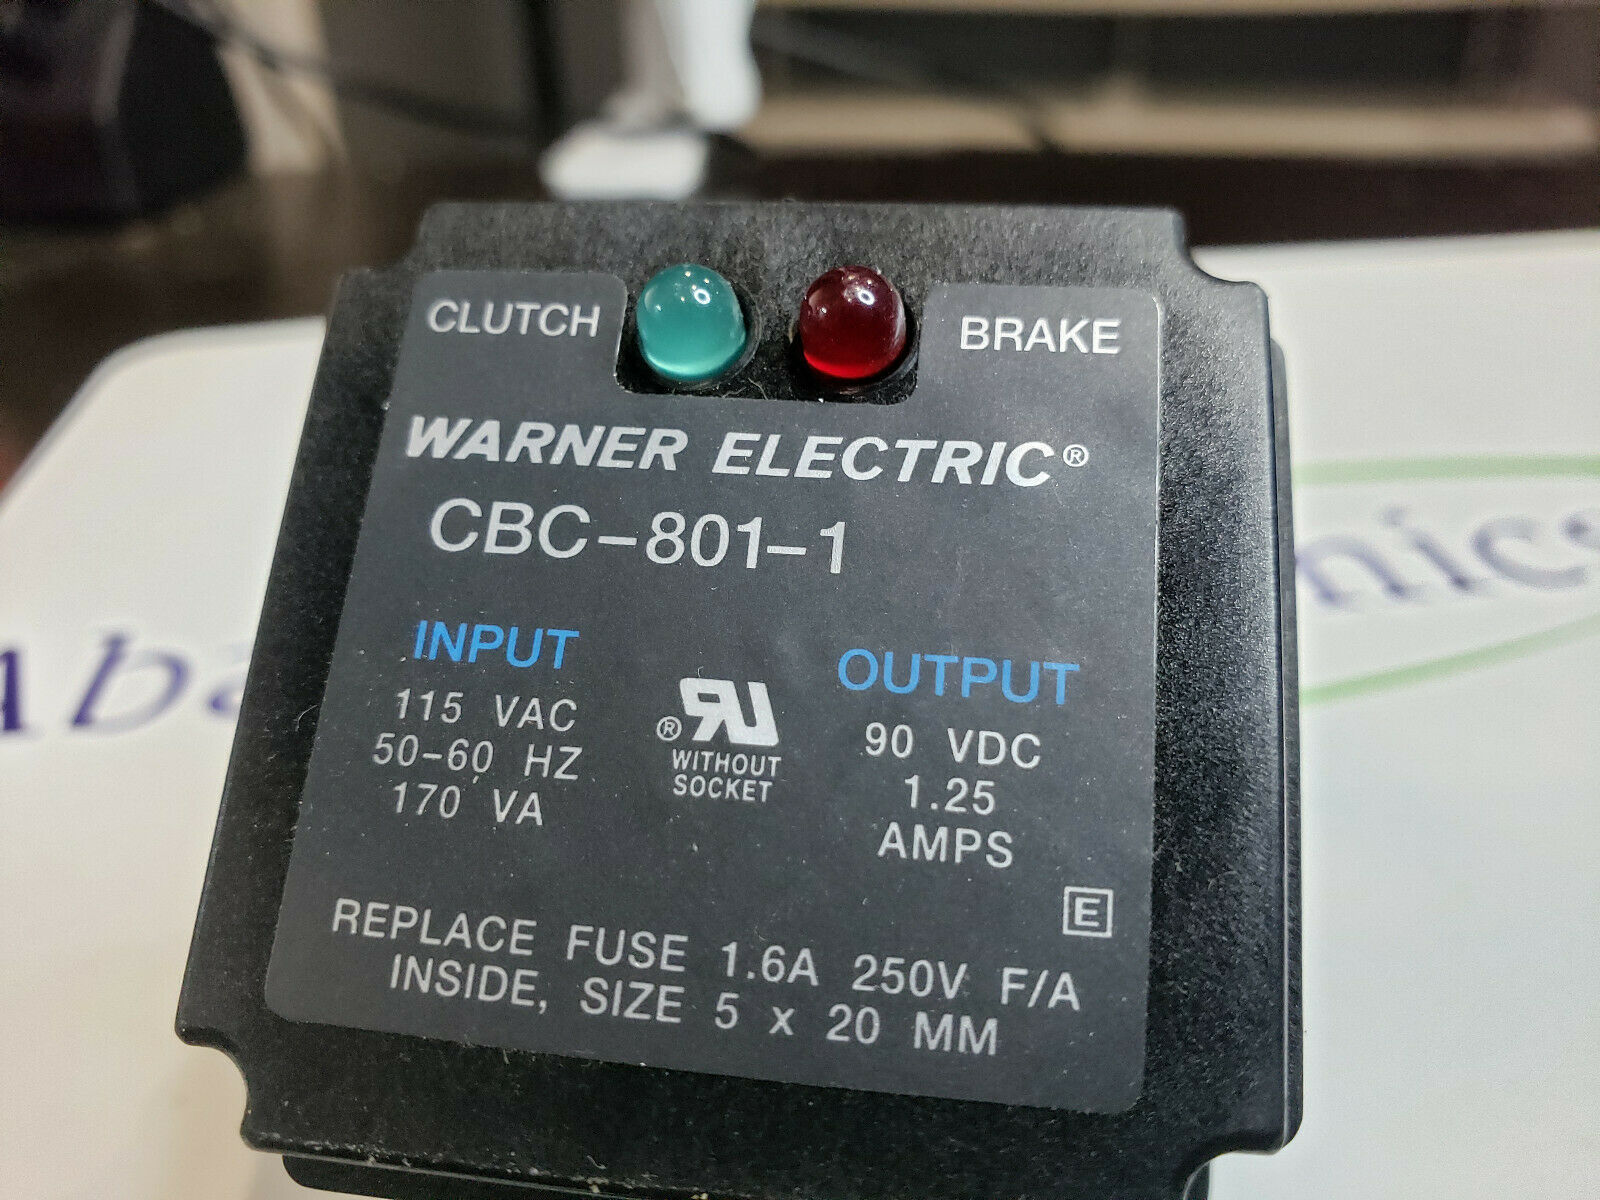 CLUTCH
BRAKE
WARNER ELECTRIC®
CBC-801-1
INPUT
115 VAC
50-60 HZ
170 VA
® RU
WITHOUT
SOCKET
OUTPUT
90 VDC
1.25
AMPS
E
REPLACE FUSE 1.6A 250V F/A
INSIDE, SIZE 5 x 20 MM